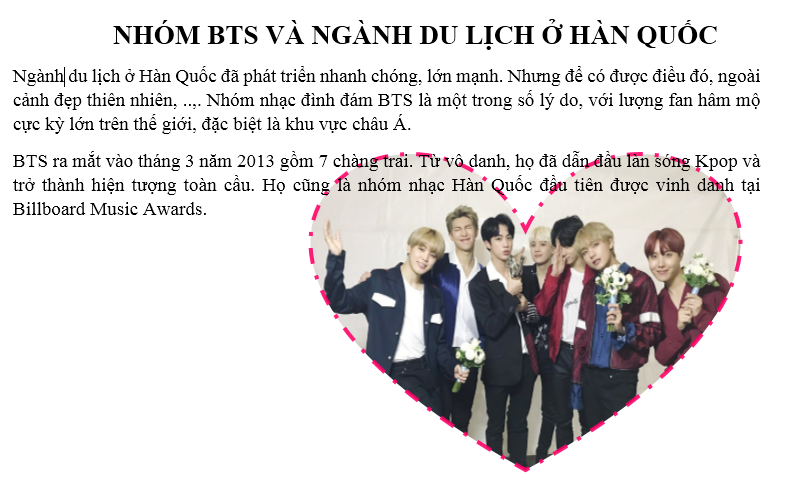 NHÓM BTS VÀ NGÀNH DU LỊCH Ở HÀN QUỐC
Ngành du lịch ở Hàn Quốc đã phát triển nhanh chóng, lớn mạnh. Nhưng để có được điều đó, ngoài
cảnh đẹp thiên nhiên, ..,. Nhóm nhạc đình đám BTS là một trong số lý do, với lượng fan hâm mộ
cực kỳ lớn trên thế giới, đặc biệt là khu vực châu Á.
BTS ra mắt vào tháng 3 năm 2013 gồm 7 chàng trai. Từ vô danh, họ đã dẫn đầu làn sóng Kpop và
trở thành hiện tượng toàn cầu. Họ cũng là nhóm nhạc Hàn Quốc đầu tiên được vinh danh tại
Billboard Music Awards.